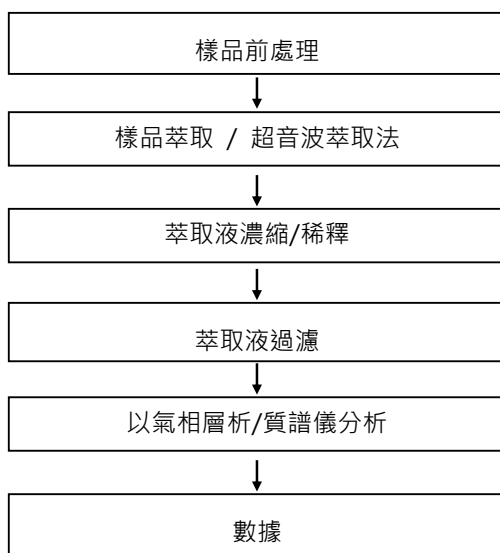 樣品前處理
樣品萃取 / 超音波萃取法
萃取液濃縮/稀釋
萃取液過濾
以氣相層析/質譜儀分析
數據